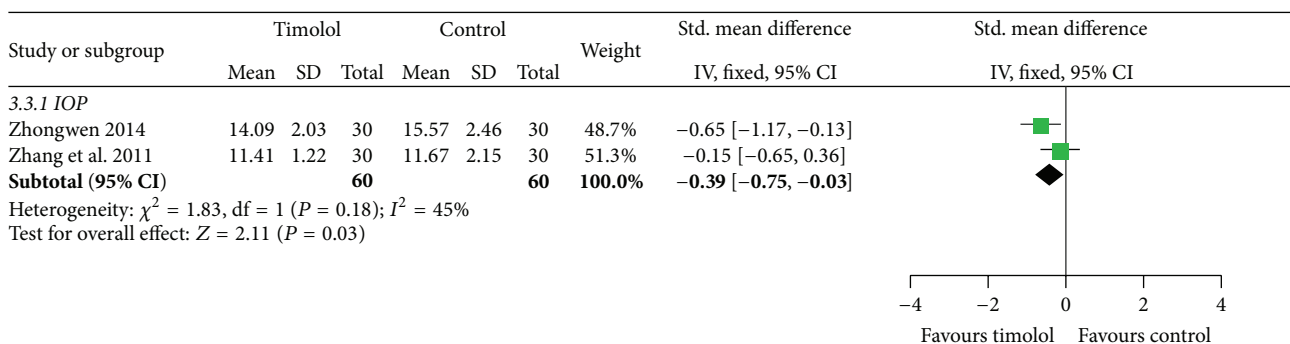 Study or subgroup Timolol Control Weight Std. mean difference Std. mean difference
Mean SD Total Mean SD Total IV, fixed, 95% CI IV, fixed, 95% CI
3.3.1 IOP
Zhongwen 2014 14.09 2.03 30 15.57 2.46 30 48.7% −0.65 [−1.17, −0.13]
Zhang et al. 2011 11.41 1.22 30 11.67 2.15 30 51.3% −0.15 [−0.65, 0.36]
Subtotal (95% CI) 60 60 100.0% −0.39 [−0.75, −0.03]
Heterogeneity: χ² = 1.83, df = 1 (P = 0.18); I² = 45%
Test for overall effect: Z = 2.11 (P = 0.03)
−4 −2 0 2 4
Favours timolol Favours control